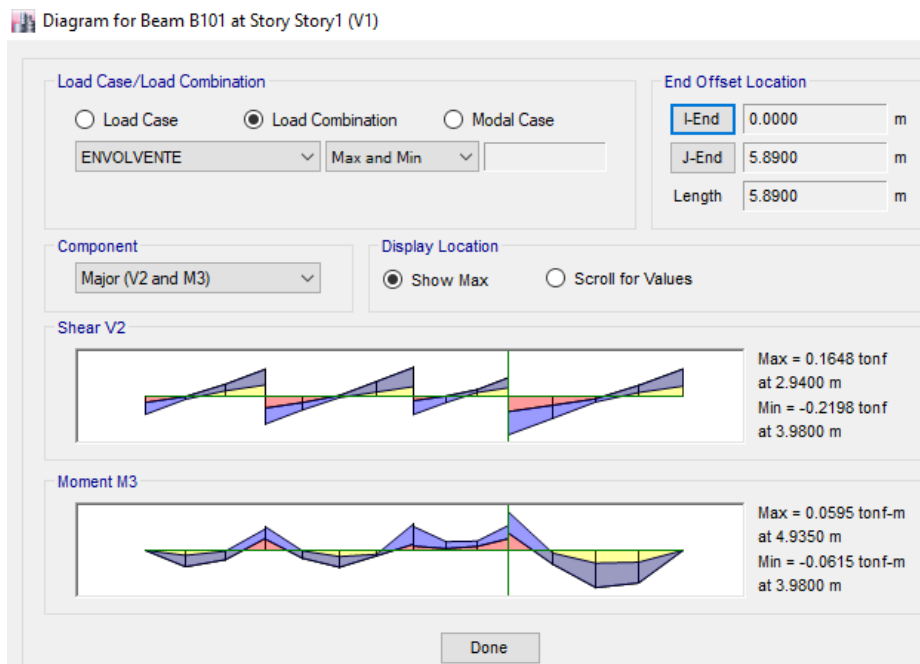 Diagram for Beam B101 at Story Story1 (V1)
Load Case/Load Combination
Load Case
Load Combination
Modal Case
ENVOLVENTE
Max and Min
End Offset Location
I-End
0.0000
m
J-End
5.8900
m
Length
5.8900
m
Component
Major (V2 and M3)
Display Location
Show Max
Scroll for Values
Shear V2
Max = 0.1648 tonf
at 2.9400 m
Min = -0.2198 tonf
at 3.9800 m
Moment M3
Max = 0.0595 tonf-m
at 4.9350 m
Min = -0.0615 tonf-m
at 3.9800 m
Done